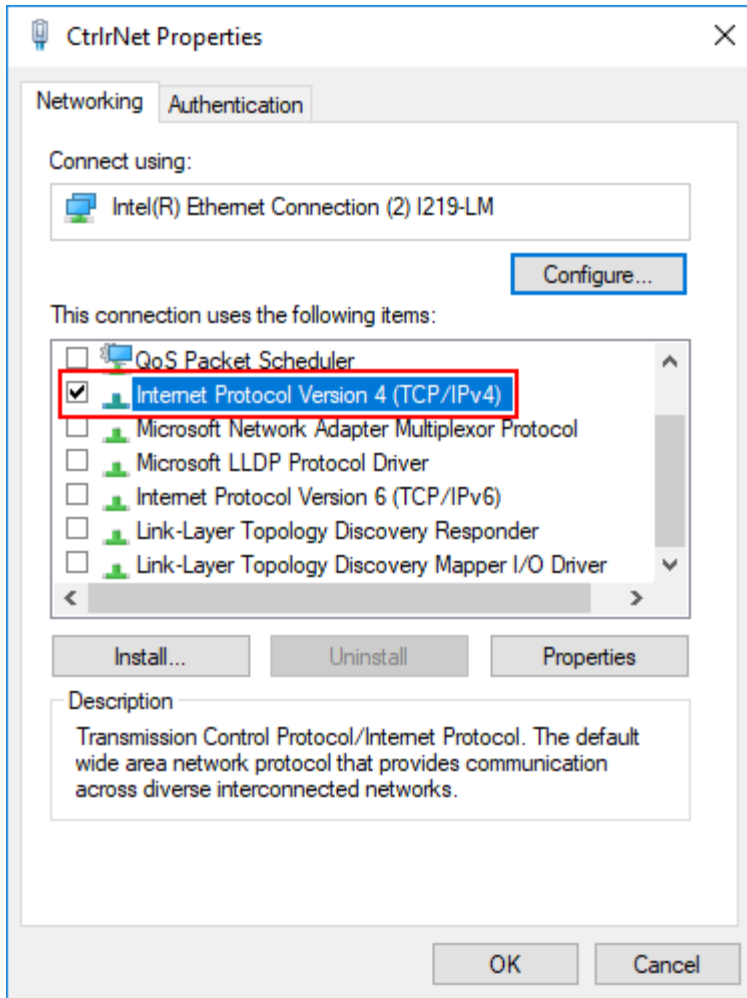 CtrlrNet Properties
Networking
Authentication
Connect using:
Intel(R) Ethernet Connection (2) I219-LM
Configure...
This connection uses the following items:
QoS Packet Scheduler
Internet Protocol Version 4 (TCP/IPv4)
Microsoft Network Adapter Multiplexor Protocol
Microsoft LLDP Protocol Driver
Internet Protocol Version 6 (TCP/IPv6)
Link-Layer Topology Discovery Responder
Link-Layer Topology Discovery Mapper I/O Driver
Install...
Uninstall
Properties
Description
Transmission Control Protocol/Internet Protocol. The default
wide area network protocol that provides communication
across diverse interconnected networks.
OK
Cancel